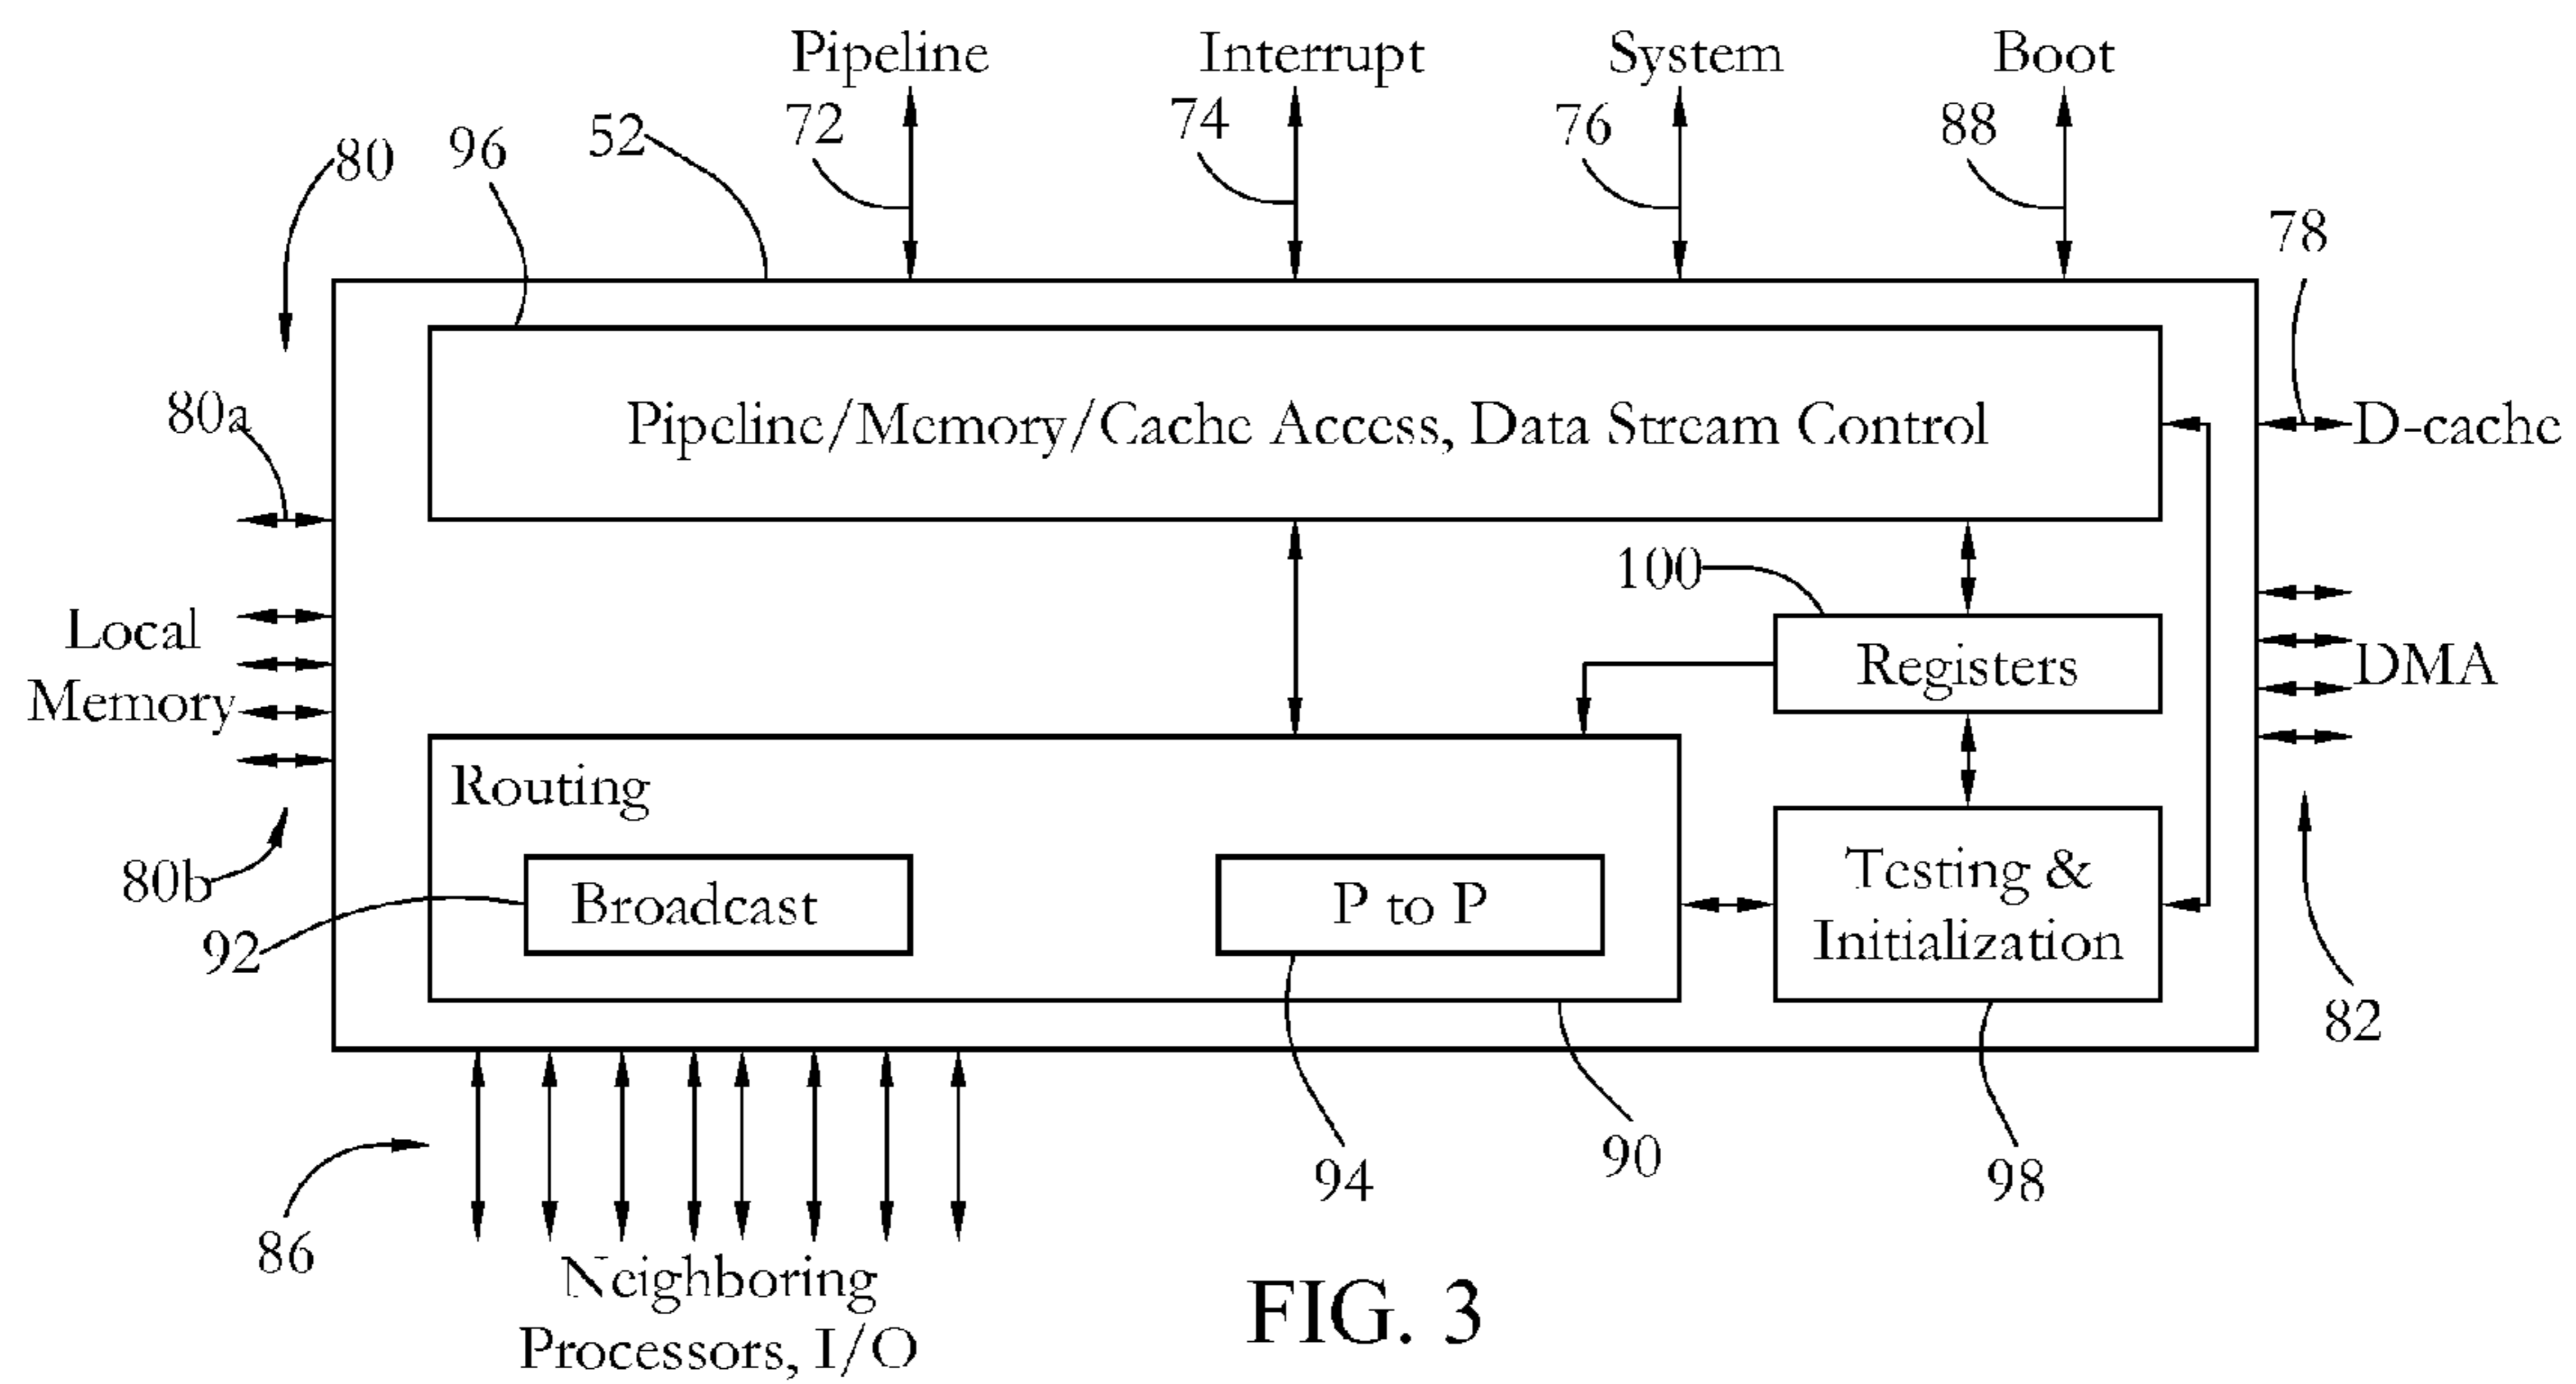 Pipeline
Interrupt
System
Boot
72
74
76
88
80
96
52
78
80a
Pipeline/Memory/Cache Access, Data Stream Control
D-cache
100
Local
Memory
Registers
DMA
Routing
80b
Broadcast
P to P
Testing &
Initialization
92
82
86
94
90
98
Neighboring
Processors, I/O
FIG. 3